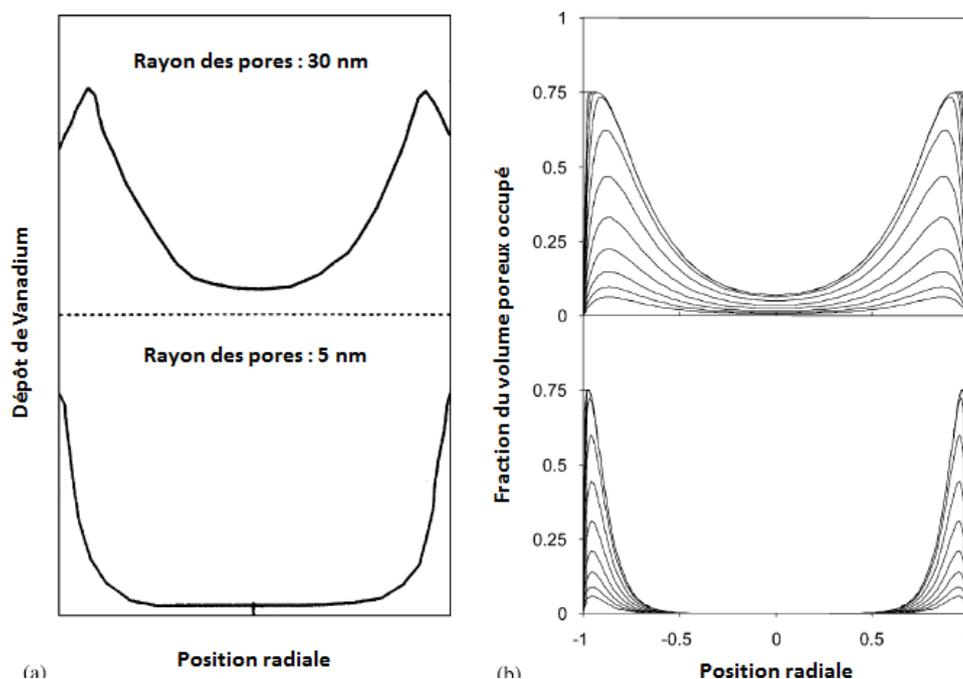 Rayon des pores : 30 nm
Rayon des pores : 5 nm
Dépôt de Vanadium
Position radiale
(a)
1
0.75
0.5
0.25
0
0.75
0.5
0.25
0
-1 -0.5 0 0.5
Fraction du volume poreux occupé
Position radiale
(b)